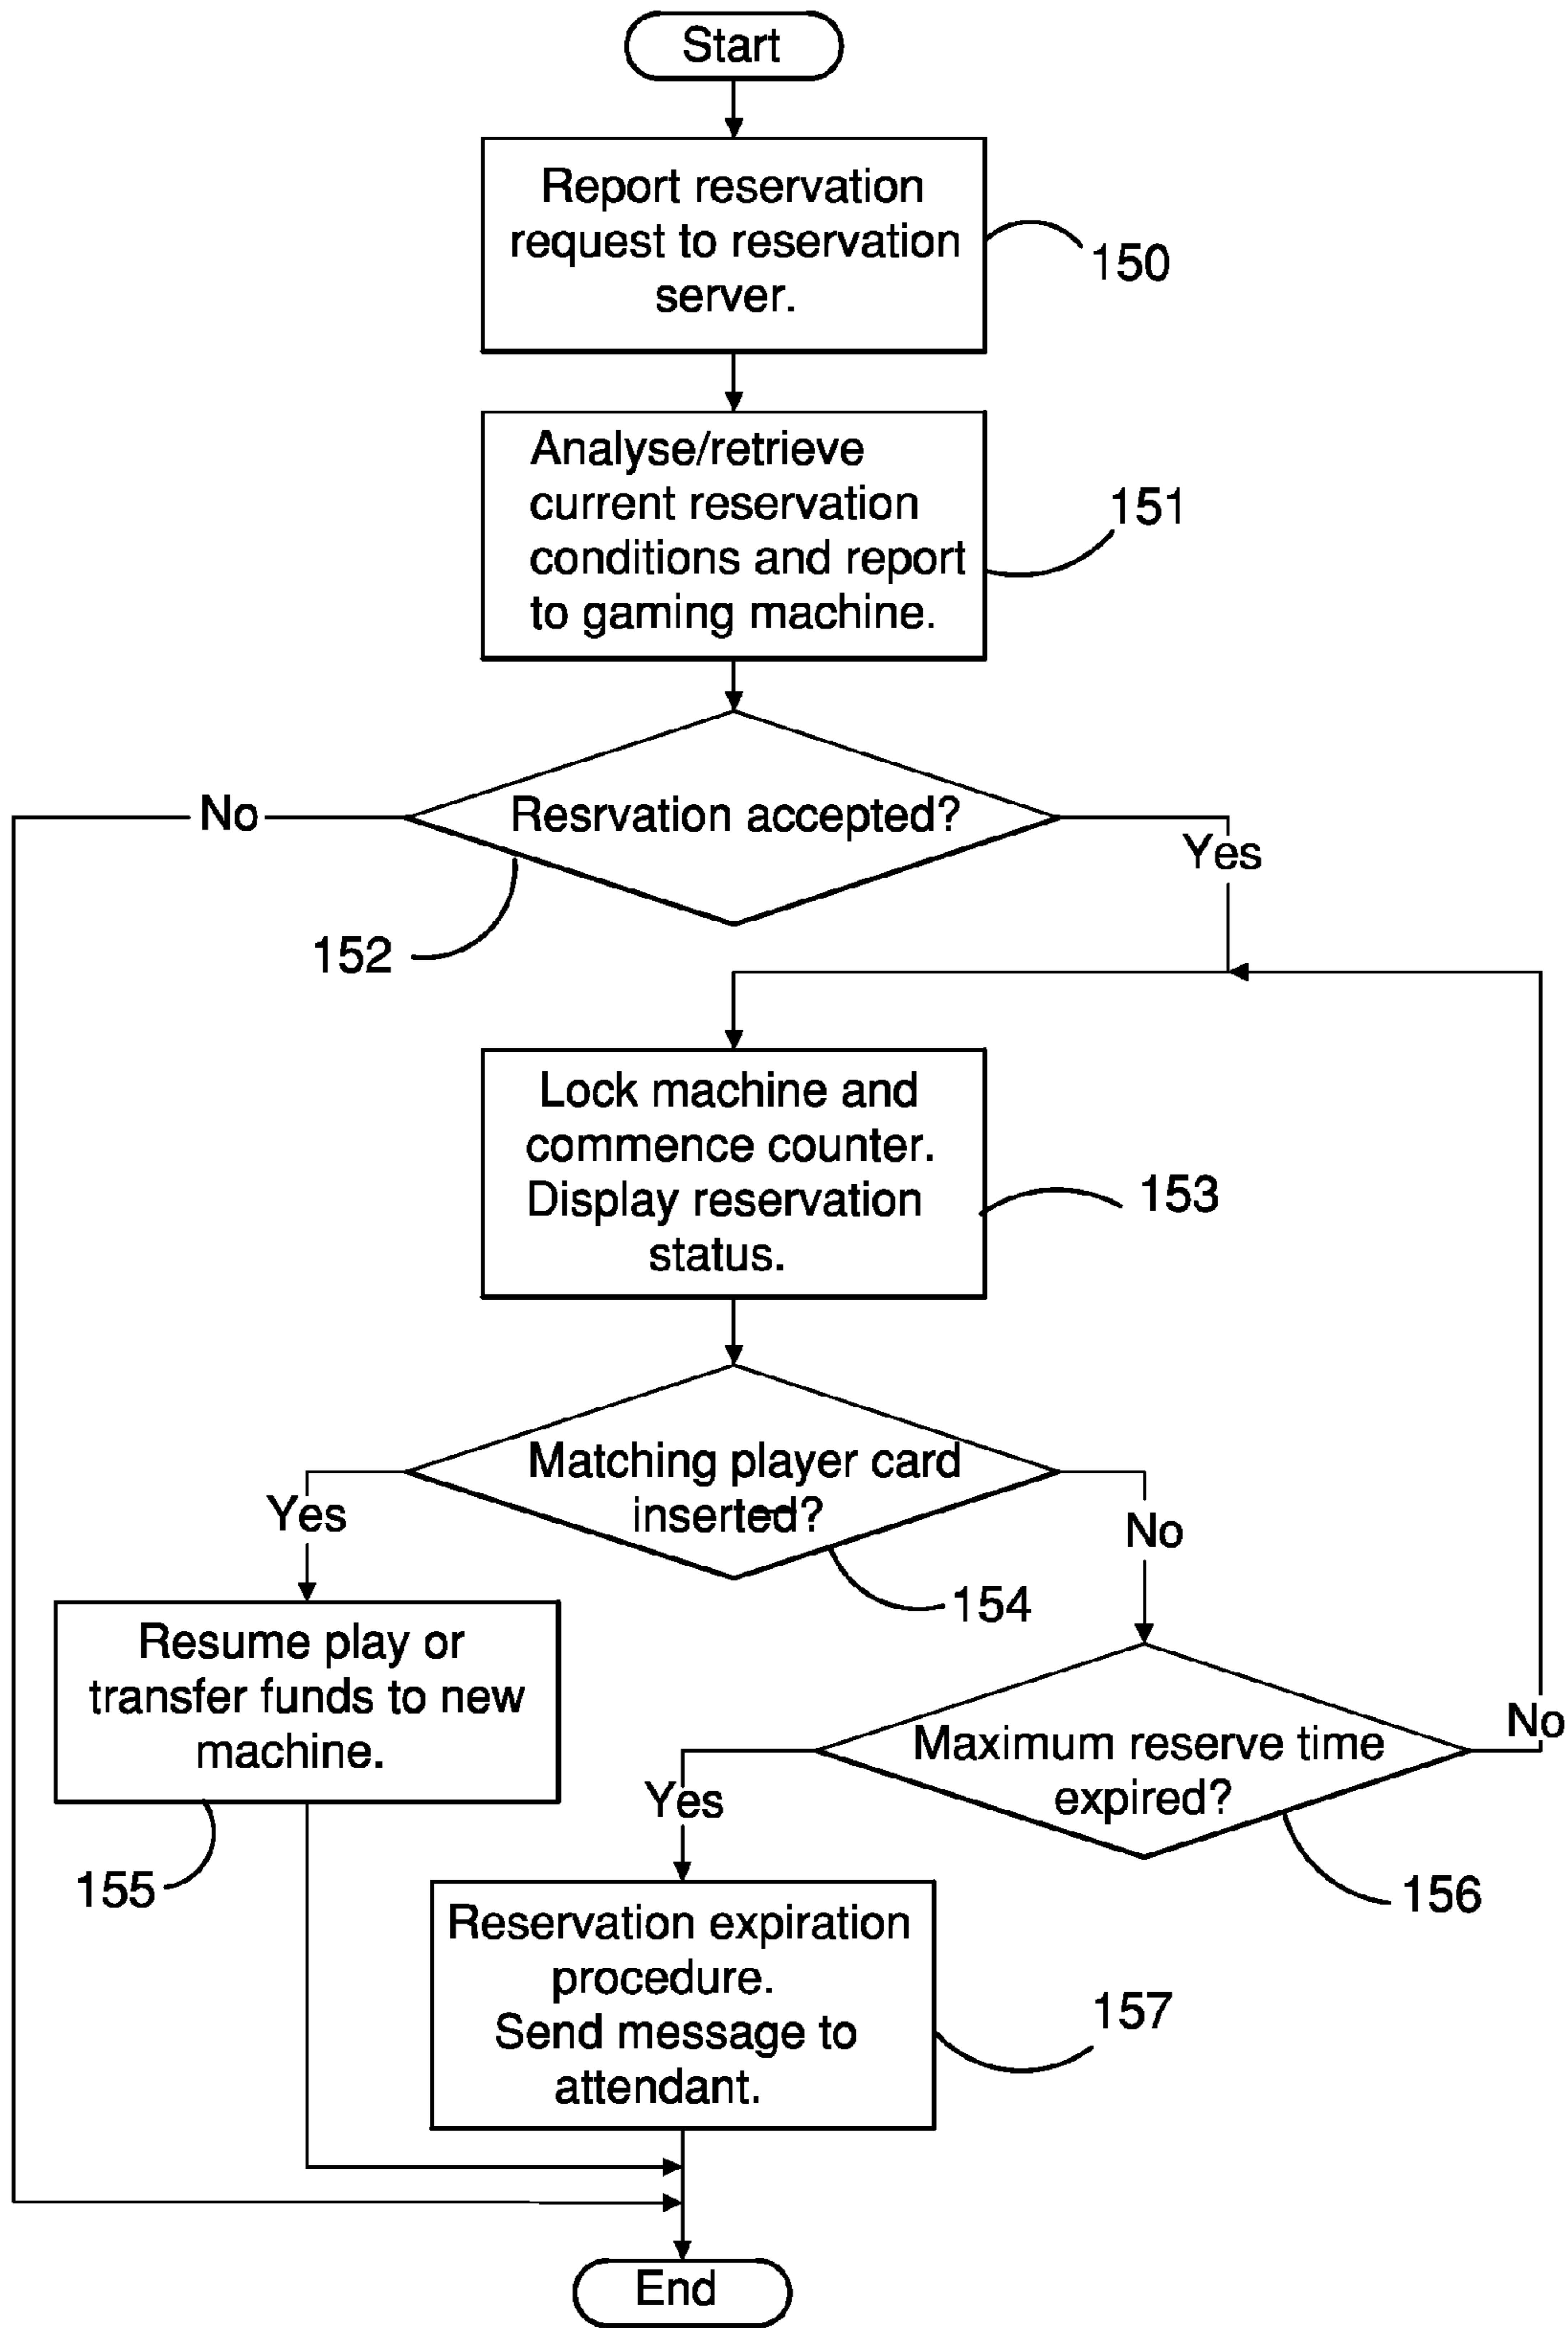 Start
Report reservation
request to reservation
server.
150
Analyse/retrieve
current reservation
conditions and report
to gaming machine.
151
Resrvation accepted?
No
Yes
152
Lock machine and
commence counter.
Display reservation
status.
153
Matching player card
inserted?
Yes
No
154
Resume play or
transfer funds to new
machine.
155
Maximum reserve time
expired?
No
Yes
156
Reservation expiration
procedure.
Send message to
attendant.
157
End